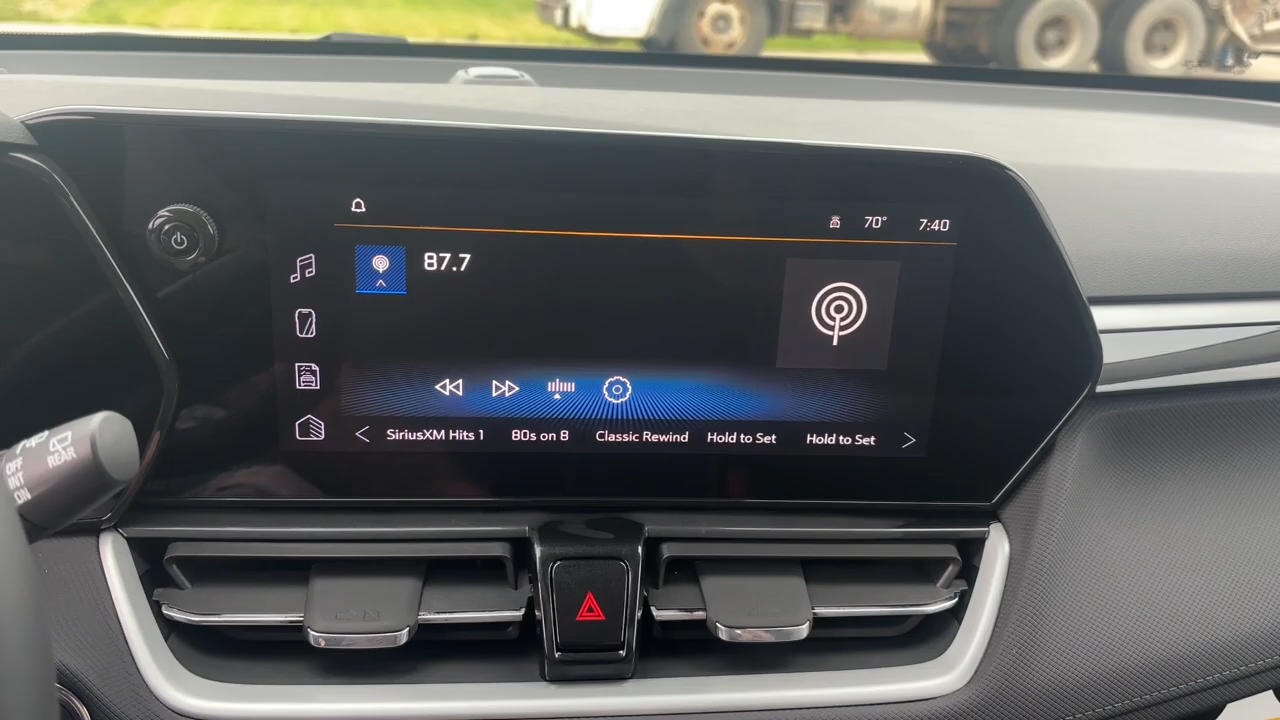 70°
7:40
87.7
SiriusXM Hits 1
80s on 8
Classic Rewind
Hold to Set
Hold to Set
REAR
OFF
INT
ON